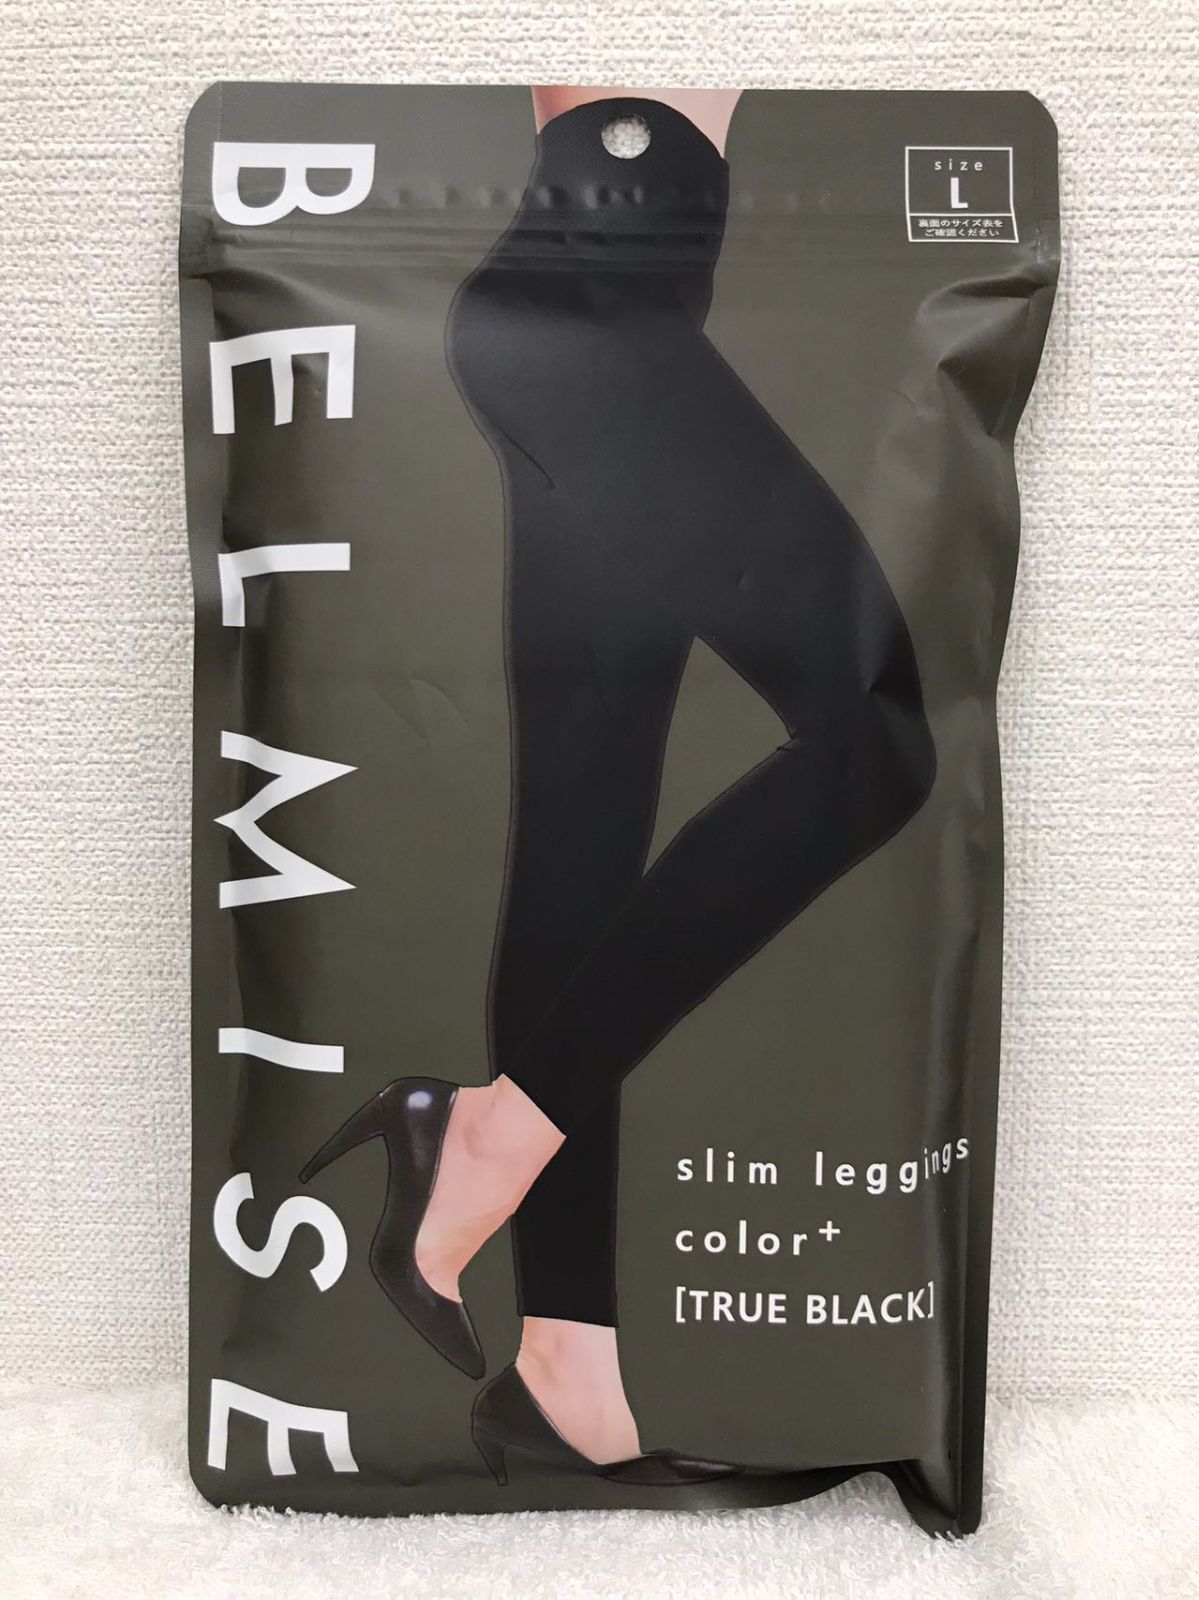 BELMISE
size
L
裏面のサイズ表を
ご確認ください
slim leggings
color+
[TRUE BLACK]